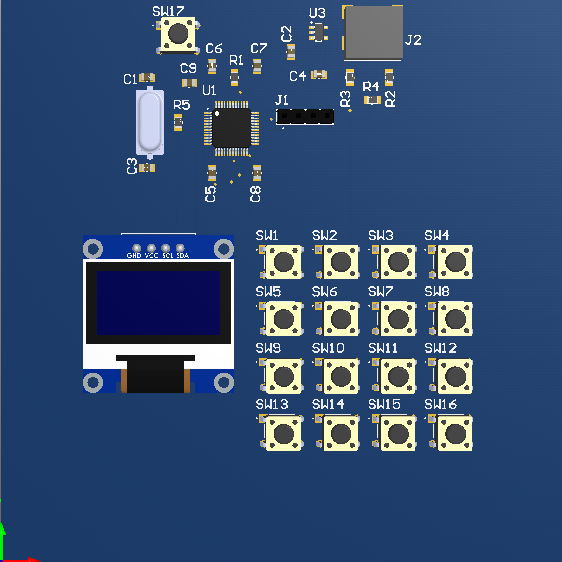 SW17
U3
C2
J2
C6
C7
R1
C9
C1
C4
U1
J1
R3
R4
R2
R5
C3
C5
C8
GND VCC SCL SDA
SW1 SW2 SW3 SW4
SW5 SW6 SW7 SW8
SW9 SW10 SW11 SW12
SW13 SW14 SW15 SW16